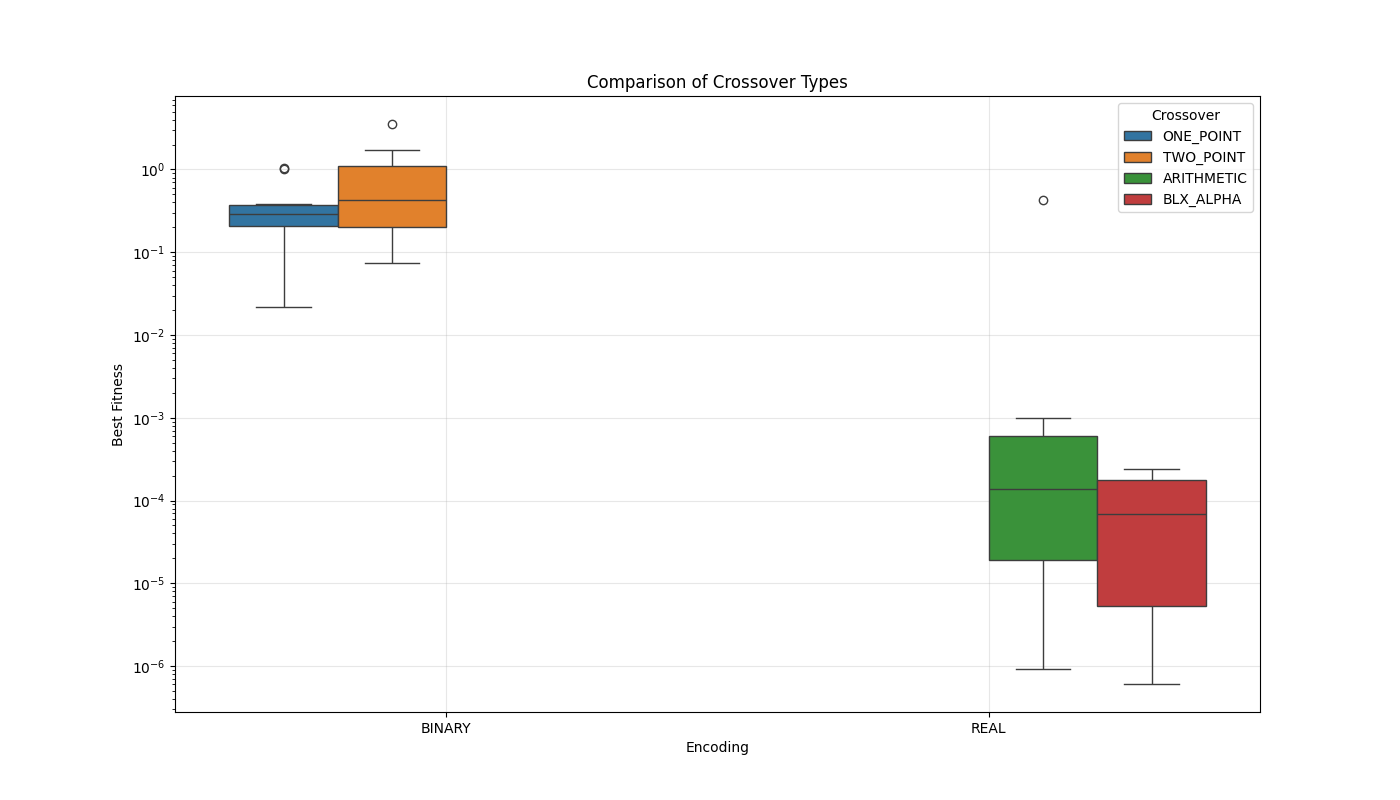 Comparison of Crossover Types
Crossover
ONE_POINT
TWO_POINT
ARITHMETIC
BLX_ALPHA
Best Fitness
10⁰
10⁻¹
10⁻²
10⁻³
10⁻⁴
10⁻⁵
10⁻⁶
BINARY
REAL
Encoding